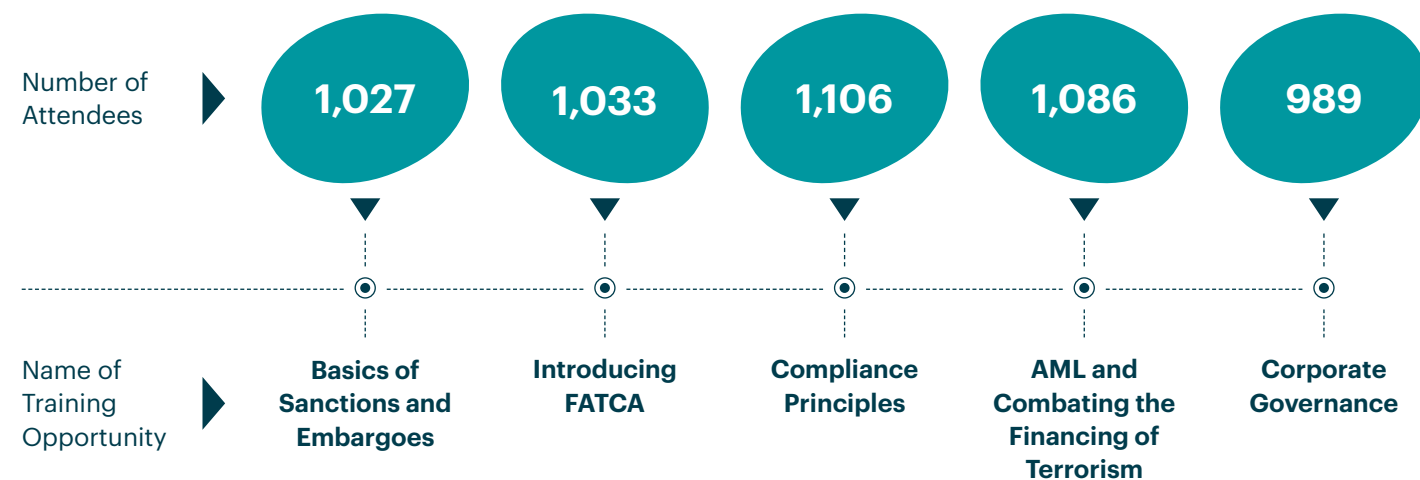 Number of
Attendees
1,027
1,033
1,106
1,086
989
Name of
Training
Opportunity
Basics of
Sanctions and
Embargoes
Introducing
FATCA
Compliance
Principles
AML and
Combating the
Financing of
Terrorism
Corporate
Governance